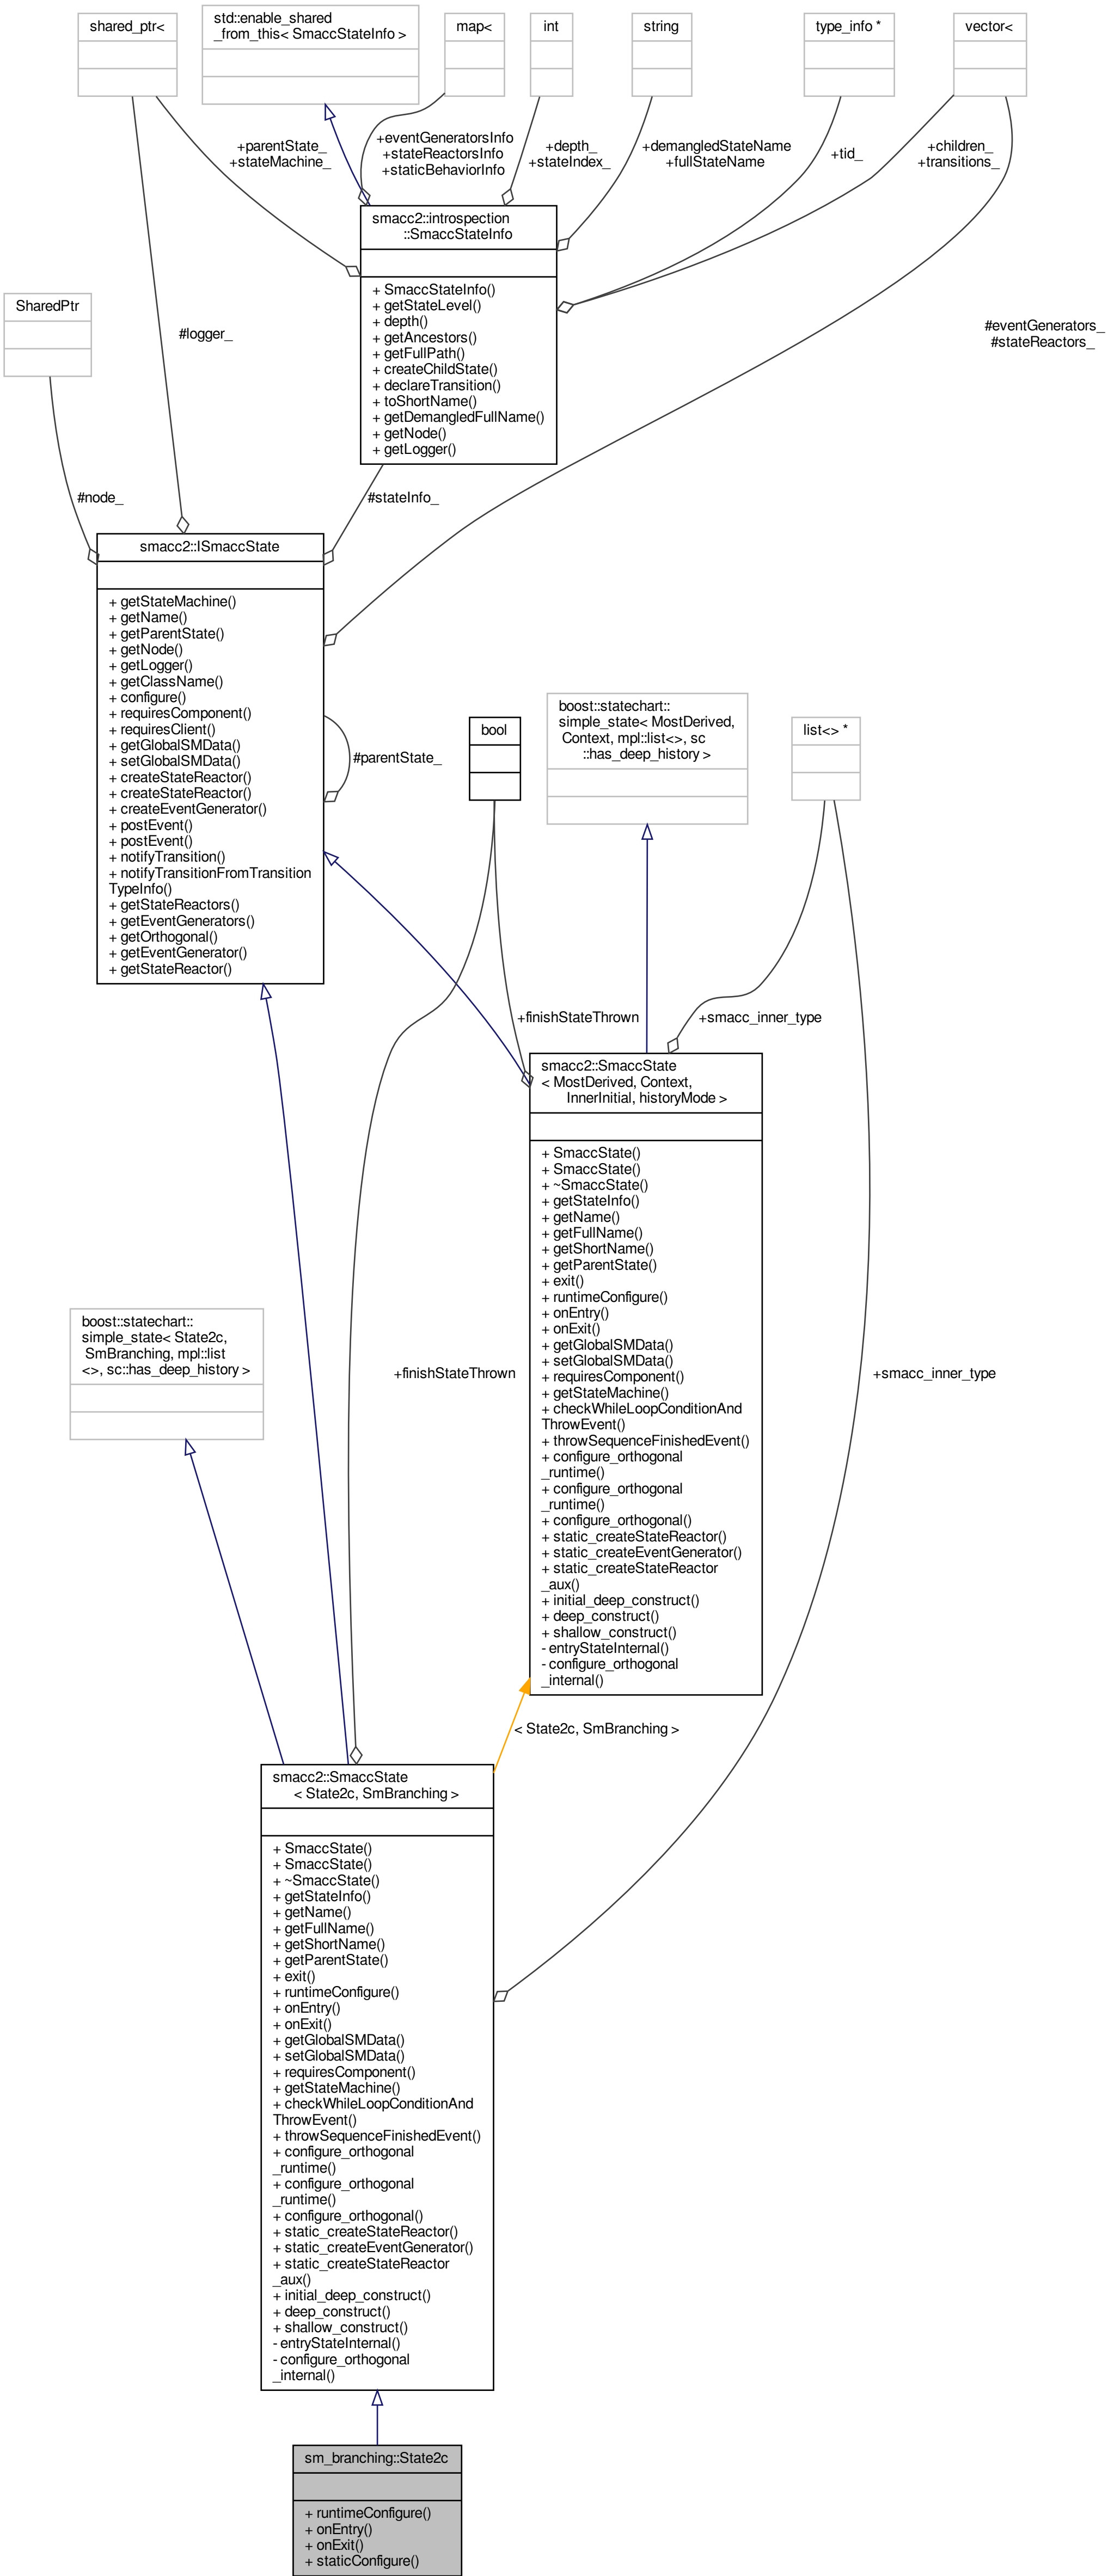 shared_ptr<
std::enable_shared
_from_this< SmaccStateInfo >
map<
int
string
type_info *
vector<
+parentState_
+stateMachine_
+eventGeneratorsInfo
+stateReactorsInfo
+staticBehaviorInfo
+depth_
+stateIndex_
+demangledStateName
+fullStateName
+tid_
+children_
+transitions_
smacc2::introspection
::SmaccStateInfo
+ SmaccStateInfo()
+ getStateLevel()
+ depth()
+ getAncestors()
+ getFullPath()
+ createChildState()
+ declareTransition()
+ toShortName()
+ getDemangledFullName()
+ getNode()
+ getLogger()
SharedPtr
#logger_
#eventGenerators_
#stateReactors_
#node_
#stateInfo_
smacc2::ISmaccState
+ getStateMachine()
+ getName()
+ getParentState()
+ getNode()
+ getLogger()
+ getClassName()
+ configure()
+ requiresComponent()
+ requiresClient()
+ getGlobalSMData()
+ setGlobalSMData()
+ createStateReactor()
+ createStateReactor()
+ createEventGenerator()
+ postEvent()
+ postEvent()
+ notifyTransition()
+ notifyTransitionFromTransition
TypeInfo()
+ getStateReactors()
+ getEventGenerators()
+ getOrthogonal()
+ getEventGenerator()
+ getStateReactor()
#parentState_
bool
boost::statechart::
simple_state< MostDerived,
Context, mpl::list<>, sc
::has_deep_history >
list<> *
+finishStateThrown
+smacc_inner_type
smacc2::SmaccState
< MostDerived, Context,
InnerInitial, historyMode >
+ SmaccState()
+ SmaccState()
+ ~SmaccState()
+ getStateInfo()
+ getName()
+ getFullName()
+ getShortName()
+ getParentState()
+ exit()
+ runtimeConfigure()
+ onEntry()
+ onExit()
+ getGlobalSMData()
+ setGlobalSMData()
+ requiresComponent()
+ getStateMachine()
+ checkWhileLoopConditionAnd
ThrowEvent()
+ throwSequenceFinishedEvent()
+ configure_orthogonal
_runtime()
+ configure_orthogonal
_runtime()
+ configure_orthogonal()
+ static_createStateReactor()
+ static_createEventGenerator()
+ static_createStateReactor
_aux()
+ initial_deep_construct()
+ deep_construct()
+ shallow_construct()
- entryStateInternal()
- configure_orthogonal
_internal()
boost::statechart::
simple_state< State2c,
SmBranching, mpl::list
<>, sc::has_deep_history >
+finishStateThrown
+smacc_inner_type
< State2c, SmBranching >
smacc2::SmaccState
< State2c, SmBranching >
+ SmaccState()
+ SmaccState()
+ ~SmaccState()
+ getStateInfo()
+ getName()
+ getFullName()
+ getShortName()
+ getParentState()
+ exit()
+ runtimeConfigure()
+ onEntry()
+ onExit()
+ getGlobalSMData()
+ setGlobalSMData()
+ requiresComponent()
+ getStateMachine()
+ checkWhileLoopConditionAnd
ThrowEvent()
+ throwSequenceFinishedEvent()
+ configure_orthogonal
_runtime()
+ configure_orthogonal
_runtime()
+ configure_orthogonal()
+ static_createStateReactor()
+ static_createEventGenerator()
+ static_createStateReactor
_aux()
+ initial_deep_construct()
+ deep_construct()
+ shallow_construct()
- entryStateInternal()
- configure_orthogonal
_internal()
sm_branching::State2c
+ runtimeConfigure()
+ onEntry()
+ onExit()
+ staticConfigure()